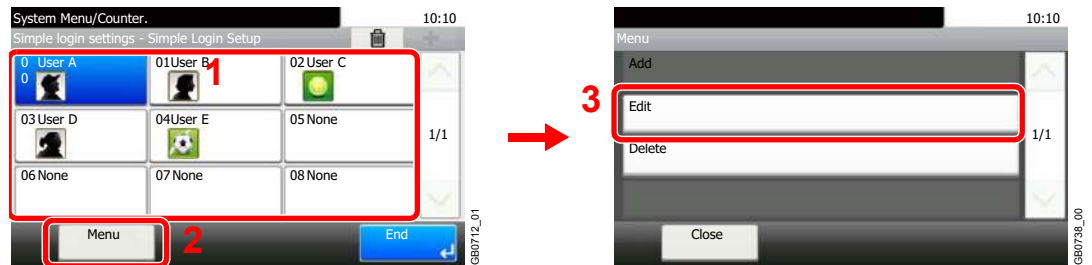 System Menu/Counter.
10:10
Simple login settings - Simple Login Setup
0 User A
0
01User B
02 User C
1
03 User D
04User E
05 None
1/1
06 None
07 None
08 None
Menu
2
End
GB0712_01
10:10
Menu
Add
3
Edit
1/1
Delete
Close
GB0738_00